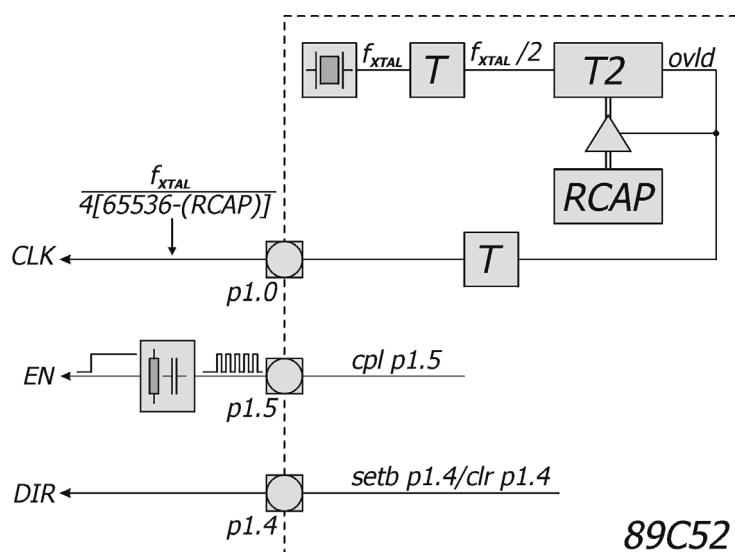 f_XTAL
T
f_XTAL /2
T2
ovld
RCAP
f_XTAL
4[65536-(RCAP)]
CLK
T
p1.0
EN
cpl p1.5
p1.5
DIR
setb p1.4/clr p1.4
p1.4
89C52